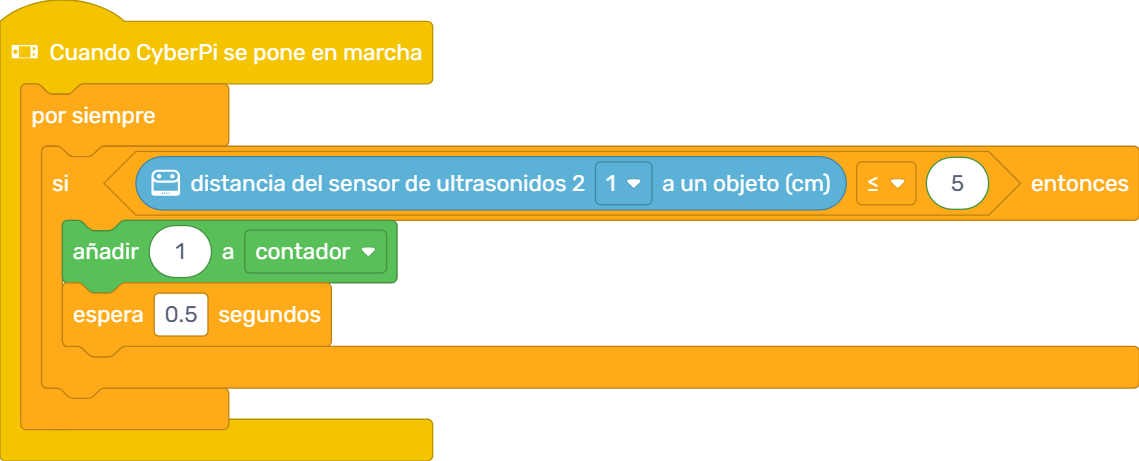 Cuando CyberPi se pone en marcha
por siempre
si distancia del sensor de ultrasonidos 2 1 a un objeto (cm) ≤ 5 entonces
añadir 1 a contador
espera 0.5 segundos